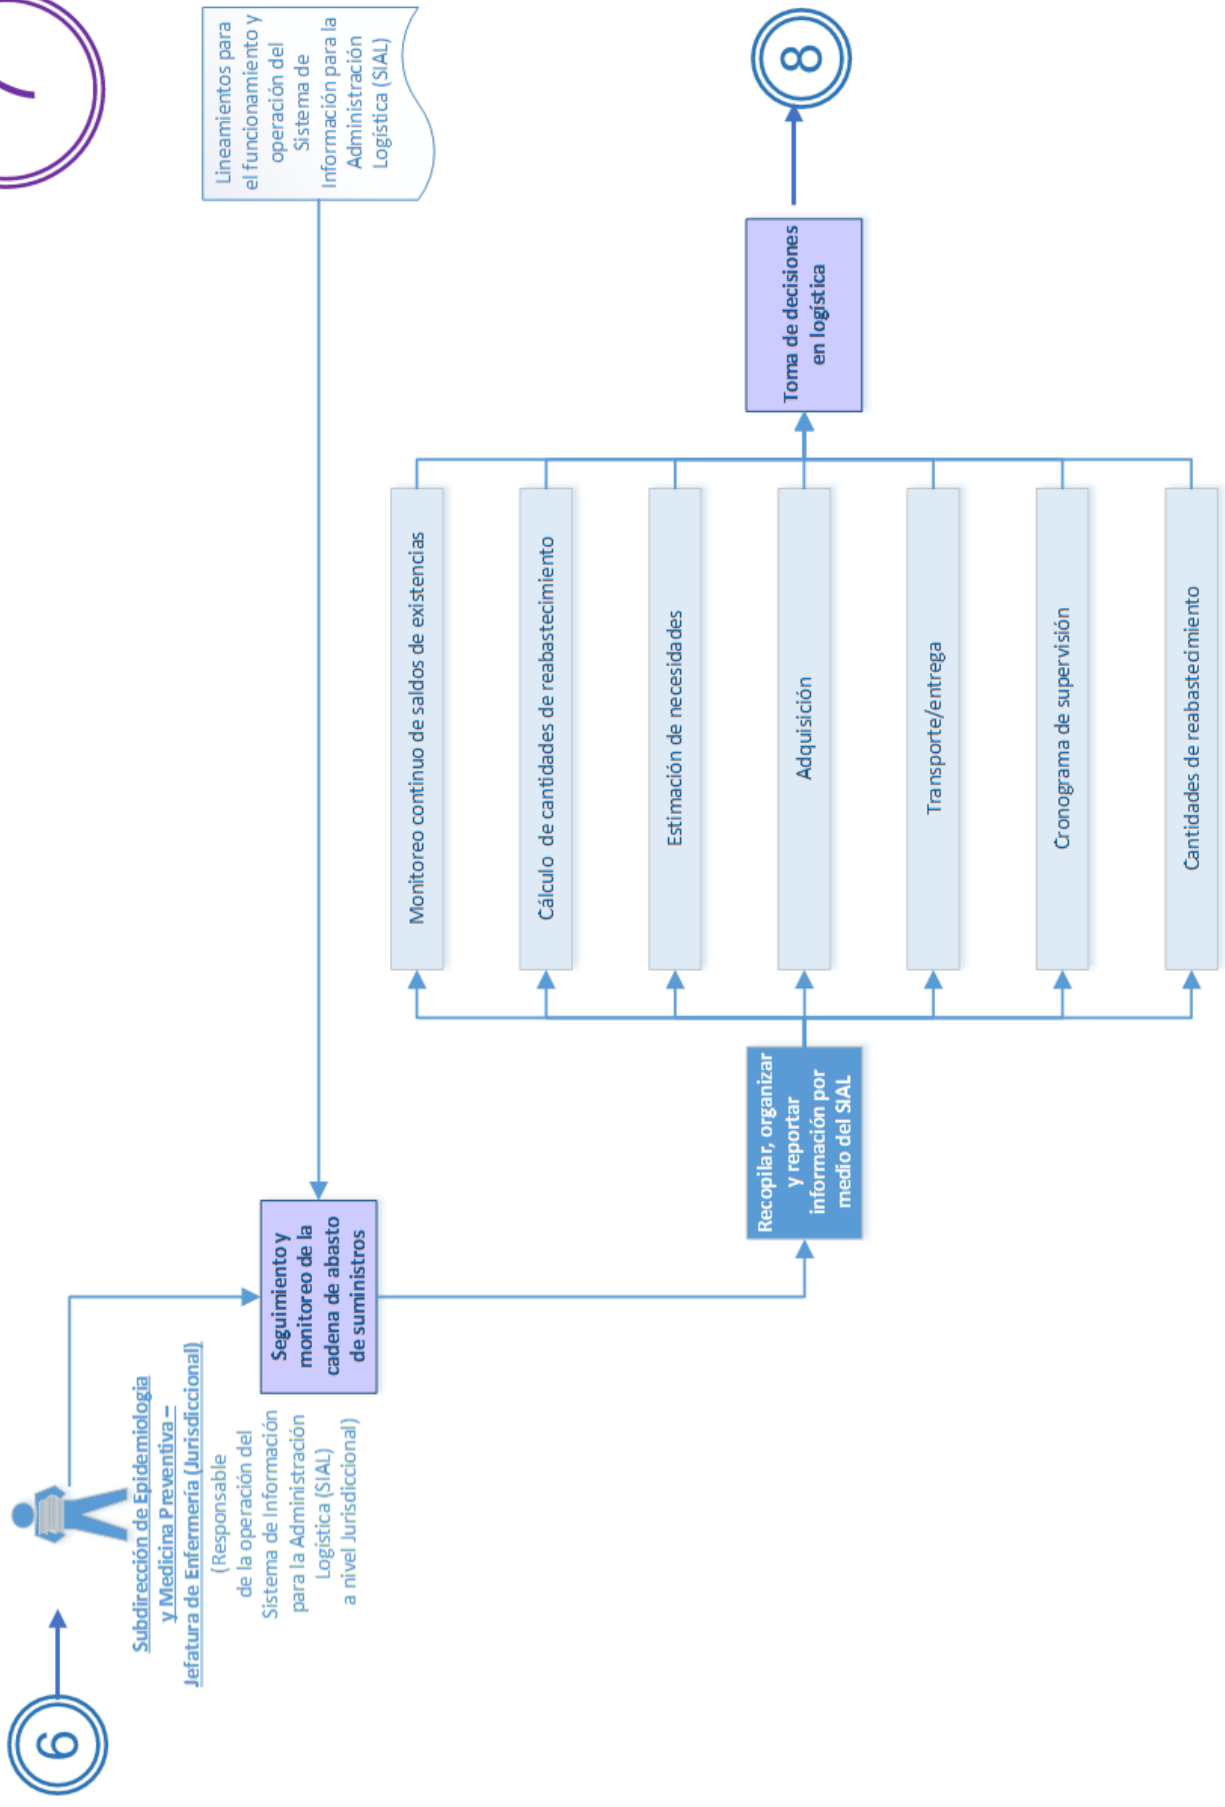 7
6
Subdirección de Epidemiología
y Medicina Preventiva –
Jefatura de Enfermería (Jurisdiccional)
(Responsable
de la operación del
Sistema de Información
para la Administración
Logística (SIAL)
a nivel Jurisdiccional)
Seguimiento y
monitoreo de la
cadena de abasto
de suministros
Lineamientos para
el funcionamiento y
operación del
Sistema de
Información para la
Administración
Logística (SIAL)
Recopilar, organizar
y reportar
información por
medio del SIAL
Monitoreo continuo de saldos de existencias
Cálculo de cantidades de reabastecimiento
Estimación de necesidades
Adquisición
Transporte/entrega
Cronograma de supervisión
Cantidades de reabastecimiento
Toma de decisiones
en logística
8